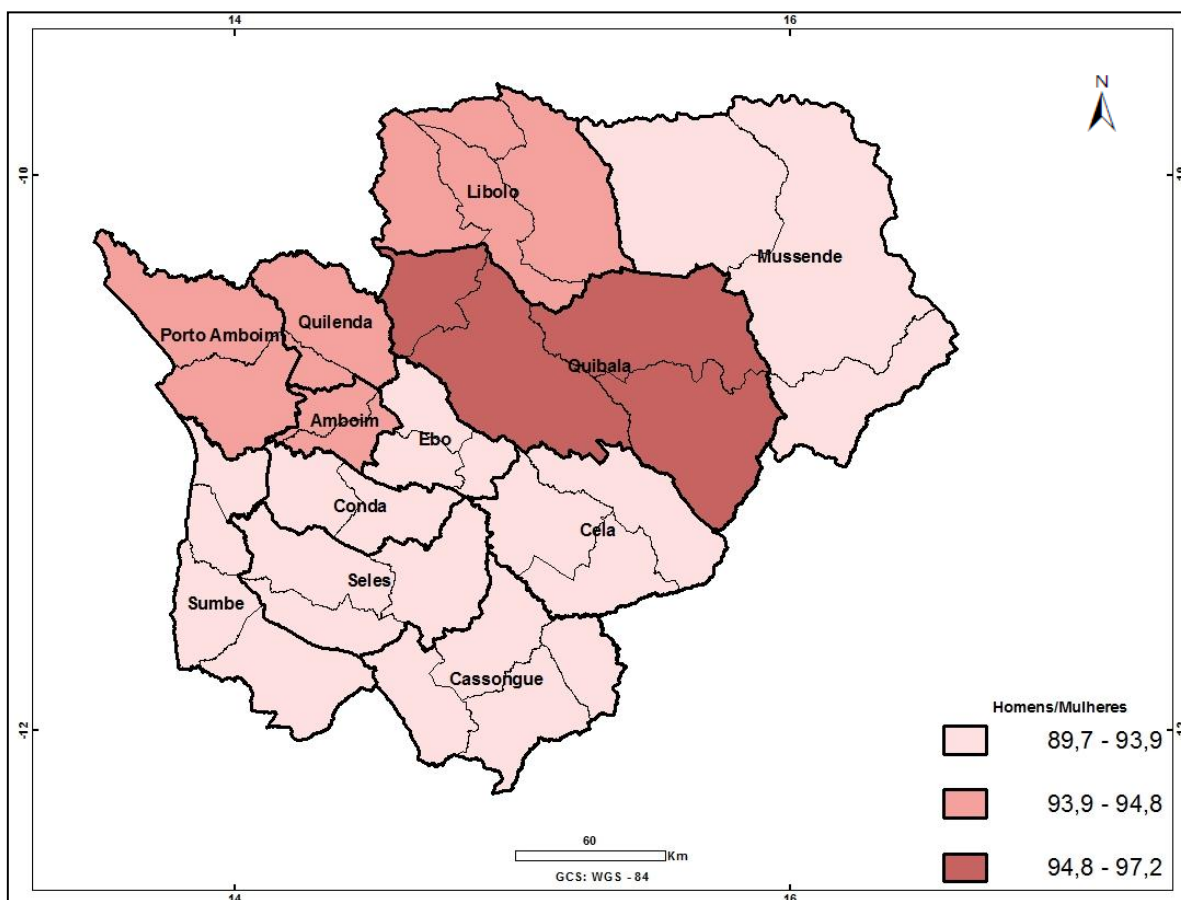 14 16
N
-10
Libolo
Mussende
Porto Amboim
Quilenda
Quibala
Amboim
Ebo
Conda
Cela
Seles
Sumbe
Cassongue
-12
Homens/Mulheres
89,7 - 93,9
93,9 - 94,8
94,8 - 97,2
60
Km
GCS: WGS - 84
14 16